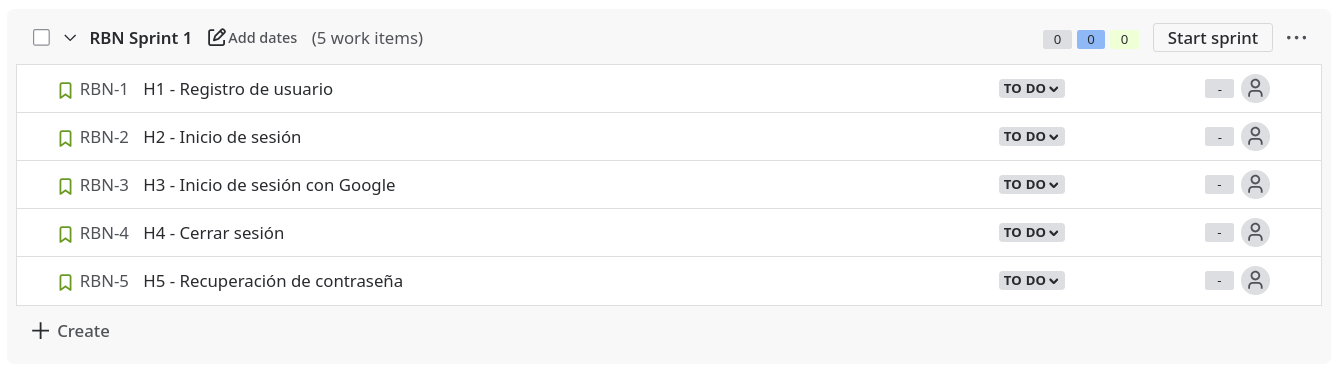 RBN Sprint 1 Add dates (5 work items) 0 0 0 Start sprint
RBN-1 H1 - Registro de usuario TO DO -
RBN-2 H2 - Inicio de sesión TO DO -
RBN-3 H3 - Inicio de sesión con Google TO DO -
RBN-4 H4 - Cerrar sesión TO DO -
RBN-5 H5 - Recuperación de contraseña TO DO -
Create